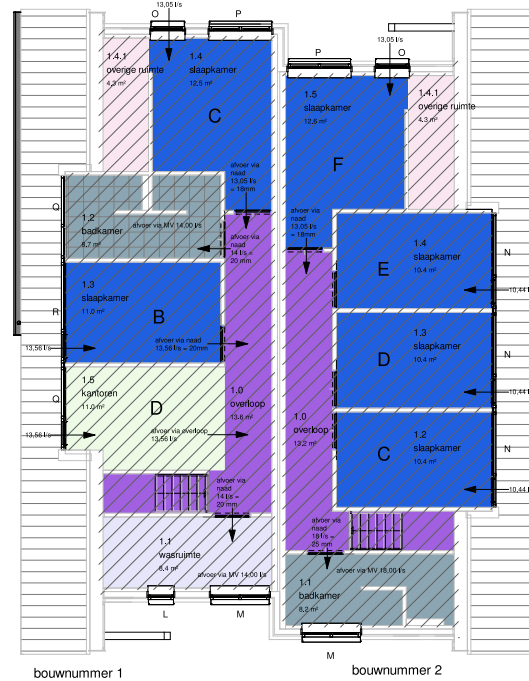 13,05 l/s
O
P
1.4.1
overige ruimte
4,3 m²
1.4
slaapkamer
12,5 m²
C
afvoer via
naad
13,05 l/s
= 18mm
Q
1.2
badkamer
8,7 m²
afvoer via MV 14,00 l/s
afvoer via
naad
14 l/s =
20 mm
R
1.3
slaapkamer
11,0 m²
B
13,56 l/s
afvoer via naad
13,56 l/s = 20mm
Q
1.5
kantoren
11,0 m²
D
13,56 l/s
afvoer via overloop
13,56 l/s
1.0
overloop
13,6 m²
afvoer via
naad
14 l/s =
20 mm
1.1
wasruimte
8,4 m²
afvoer via MV 14,00 l/s
L
M
bouwnummer 1
13,05 l/s
P
O
1.5
slaapkamer
12,6 m²
F
1.4.1
overige ruimte
4.3 m²
afvoer via
naad
13,05 l/s
= 18mm
1.4
slaapkamer
10,4 m²
E
N
10,44 l
1.3
slaapkamer
10,4 m²
D
N
10,44 l
1.2
slaapkamer
10,4 m²
C
N
10,44 l
1.0
overloop
13,2 m²
afvoer via
naad
18 l/s =
25 mm
1.1
badkamer
8,2 m²
afvoer via MV 18,00 l/s
M
bouwnummer 2